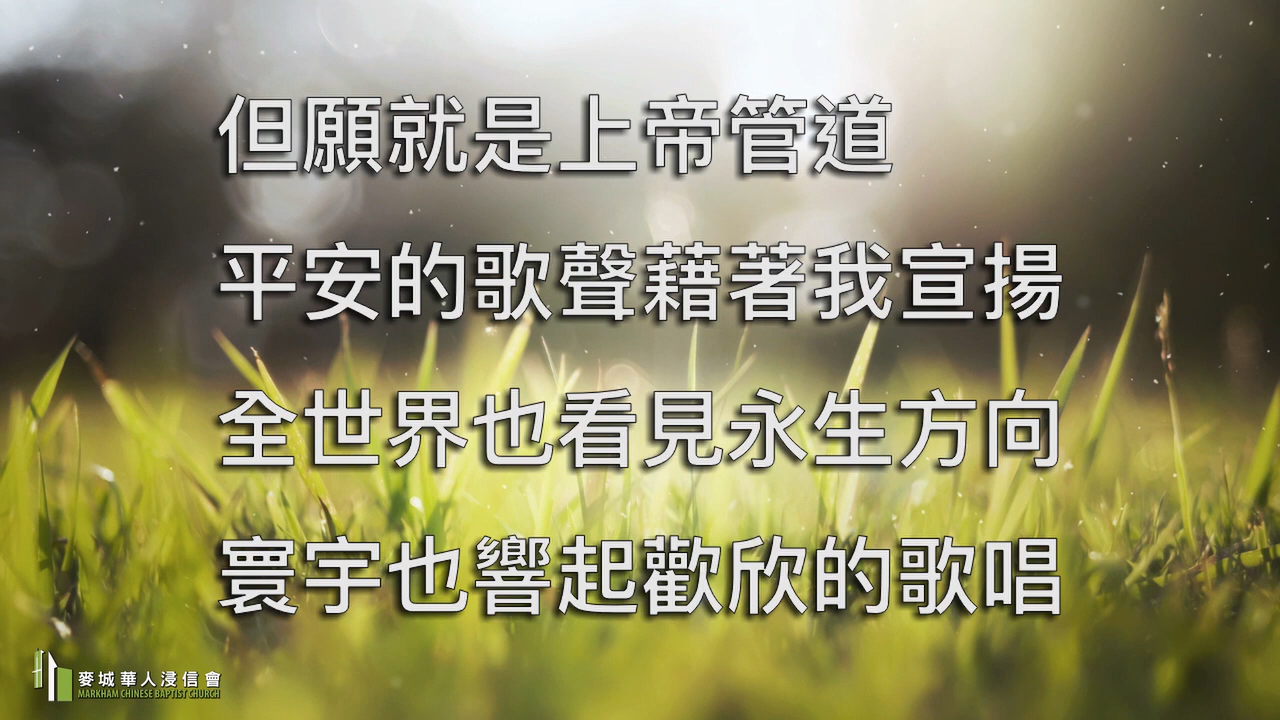 但願就是上帝管道
平安的歌聲藉著我宣揚
全世界也看見永生方向
寰宇也響起歡欣的歌唱
麥城華人浸信會
MARKHAM CHINESE BAPTIST CHURCH